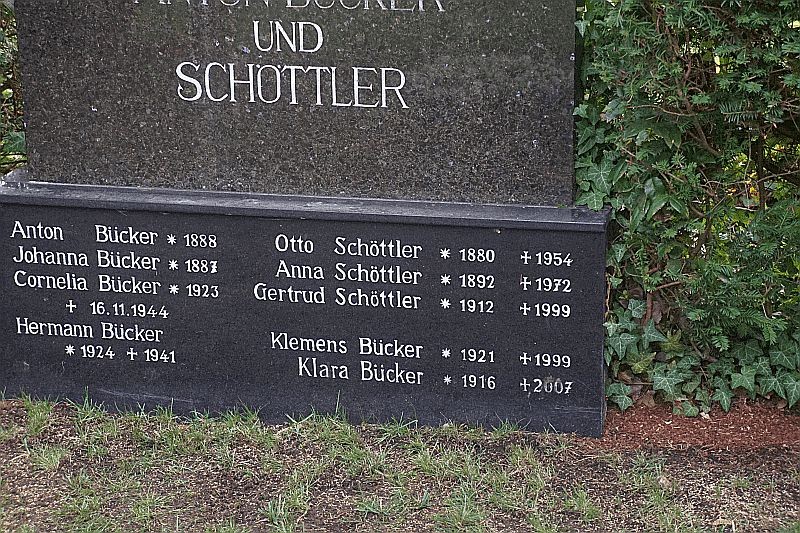 ANTON BÜCKER
UND
SCHÖTTLER
Anton Bücker * 1888
Johanna Bücker * 1887
Cornelia Bücker * 1923
+ 16.11.1944
Hermann Bücker
* 1924 + 1941
Otto Schöttler * 1880 + 1954
Anna Schöttler * 1892 + 1972
Gertrud Schöttler * 1912 + 1999
Klemens Bücker * 1921 + 1999
Klara Bücker * 1916 + 2007